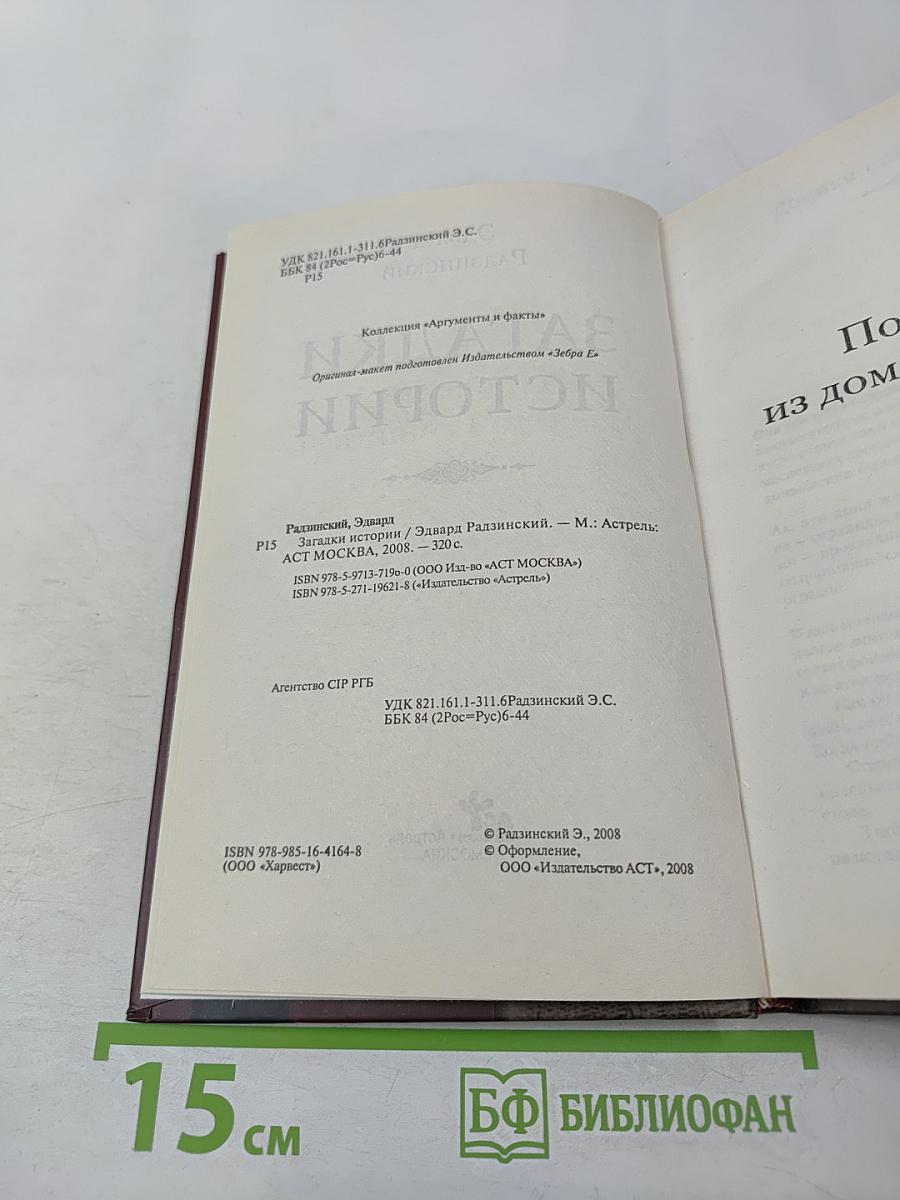 УДК 821.161.1-311.6Радзинский Э.С.
ББК 84 (2Рос=Рус)6-44
Р15
Коллекция «Аргументы и факты»
Оригинал-макет подготовлен Издательством «Зебра Е»
Радзинский, Эдвард
Р15 Загадки истории / Эдвард Радзинский. — М.: Астрель:
АСТ МОСКВА, 2008. — 320 с.
ISBN 978-5-9713-7190-0 (ООО Изд-во «АСТ МОСКВА»)
ISBN 978-5-271-19621-8 («Издательство «Астрель»)
Агентство CIP РГБ
УДК 821.161.1-311.6Радзинский Э.С.
ББК 84 (2Рос=Рус)6-44
ISBN 978-985-16-4164-8
(ООО «Харвест»)
© Радзинский Э., 2008
© Оформление,
ООО «Издательство АСТ», 2008
По
из дом
15 см
БФ БИБЛИОФАН